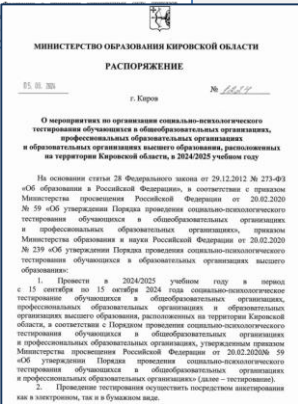 МИНИСТЕРСТВО ОБРАЗОВАНИЯ КИРОВСКОЙ ОБЛАСТИ
РАСПОРЯЖЕНИЕ
№
г. Киров
О мероприятиях по организации социально-психологического
тестирования обучающихся в общеобразовательных организациях,
профессиональных образовательных организациях
и образовательных организациях высшего образования, расположенных
на территории Кировской области, в 2024/2025 учебном году
На основании статьи 28 Федерального закона от 29.12.2012 № 273-ФЗ
«Об образовании в Российской Федерации», в соответствии с приказом
Министерства просвещения Российской Федерации от 20.02.2020
№ 59 «Об утверждении Порядка проведения социально-психологического
тестирования обучающихся в общеобразовательных организациях
и профессиональных образовательных организациях», приказом
Министерства образования и науки Российской Федерации от 20.02.2020
№ 239 «Об утверждении Порядка проведения социально-психологического
тестирования обучающихся в образовательных организациях высшего
образования»:
1. Провести в 2024/2025 учебном году в период
с 15 сентября по 15 октября 2024 года социально-психологическое
тестирование обучающихся в общеобразовательных организациях,
профессиональных образовательных организациях и образовательных
организациях высшего образования, расположенных на территории Кировской
области, в соответствии с Порядком проведения социально-психологического
тестирования обучающихся в общеобразовательных организациях
и профессиональных образовательных организациях, утвержденным приказом
Министерства просвещения Российской Федерации от 20.02.2020№ 59
«Об утверждении Порядка проведения социально-психологического
тестирования обучающихся в общеобразовательных организациях
и профессиональных образовательных организациях» (далее – тестирование).
2. Проведение тестирования осуществить посредством анкетирования
как в электронном, так и в бумажном виде.